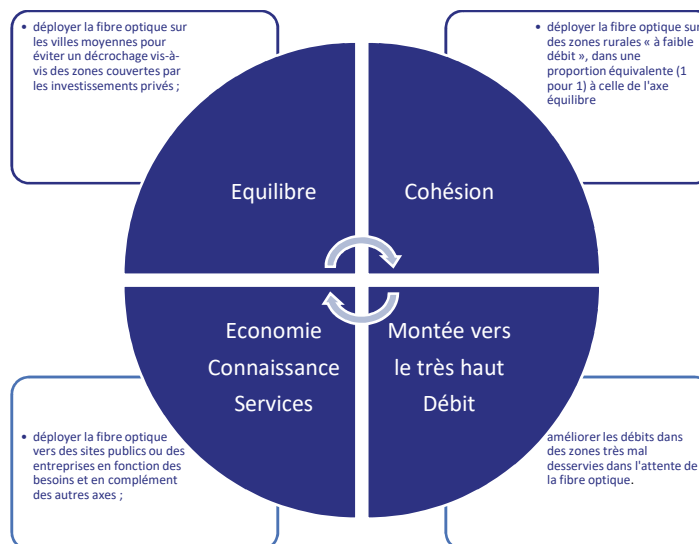 • déployer la fibre optique sur
les villes moyennes pour
éviter un décrochage vis-à-
vis des zones couvertes par
les investissements privés ;
• déployer la fibre optique sur
des zones rurales « à faible
débit », dans une
proportion équivalente (1
pour 1) à celle de l'axe
équilibre
Equilibre
Cohésion
Economie
Connaissance
Services
Montée vers
le très haut
Débit
• déployer la fibre optique
vers des sites publics ou des
entreprises en fonction des
besoins et en complément
des autres axes ;
améliorer les débits dans
des zones très mal
desservies dans l'attente de
la fibre optique.